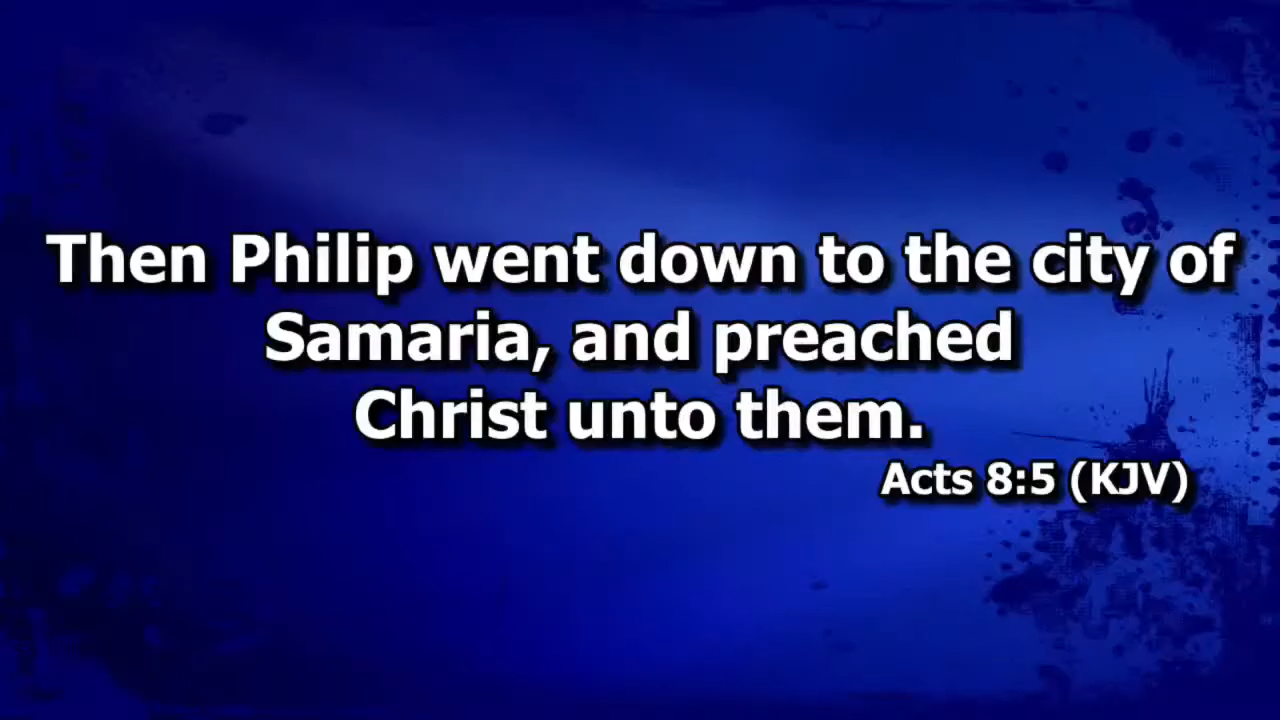 Then Philip went down to the city of
Samaria, and preached
Christ unto them.
Acts 8:5 (KJV)